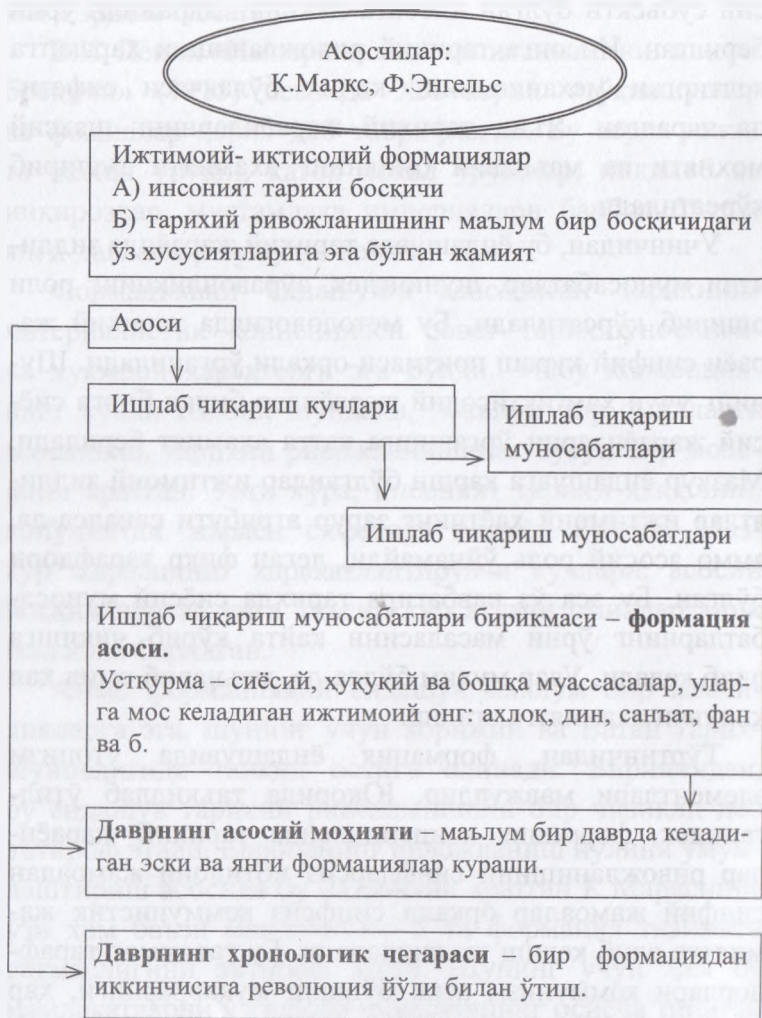 Асосчилар:
К.Маркс, Ф.Энгельс
Ижтимоий- иқтисодий формациялар
А) инсоният тарихи босқичи
Б) тарихий ривожланишнинг маълум бир босқичидаги
ўз хусусиятларига эга бўлган жамият
Асоси
Ишлаб чиқариш кучлари
Ишлаб чиқариш
муносабатлари
Ишлаб чиқариш муносабатлари
Ишлаб чиқариш муносабатлари бирикмаси – формация
асоси.
Устқурма – сиёсий, ҳуқуқий ва бошқа муассалар, улар-
га мос келадиган ижтимоий онг: ахлоқ, дин, санъат, фан
ва б.
Даврнинг асосий моҳияти – маълум бир даврда кечади-
ган эски ва янги формациялар кураши.
Даврнинг хронологик чегараси – бир формациядан
иккинчисига революция йўли билан ўтиш.